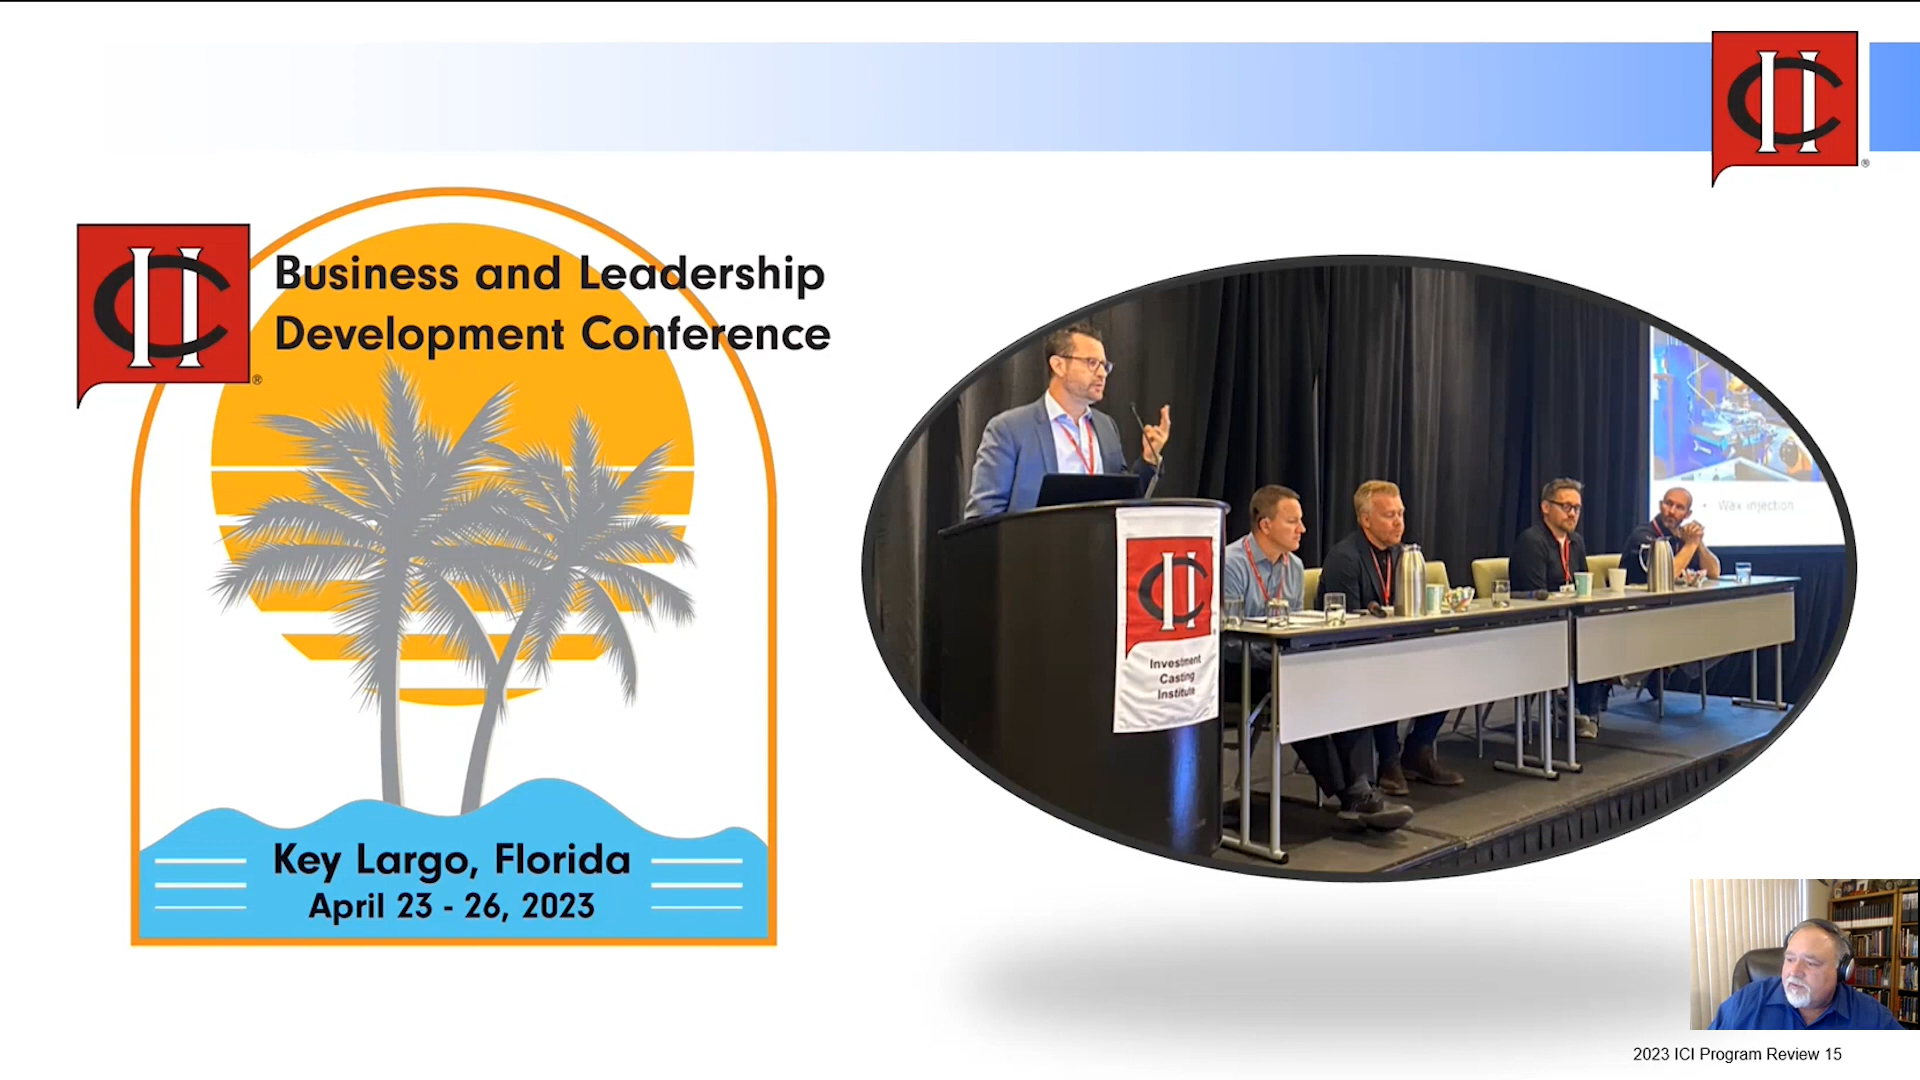 Business and Leadership
Development Conference
®
®
Key Largo, Florida
April 23 - 26, 2023
Investment
Casting
Institute
• Wax injection
2023 ICI Program Review 15